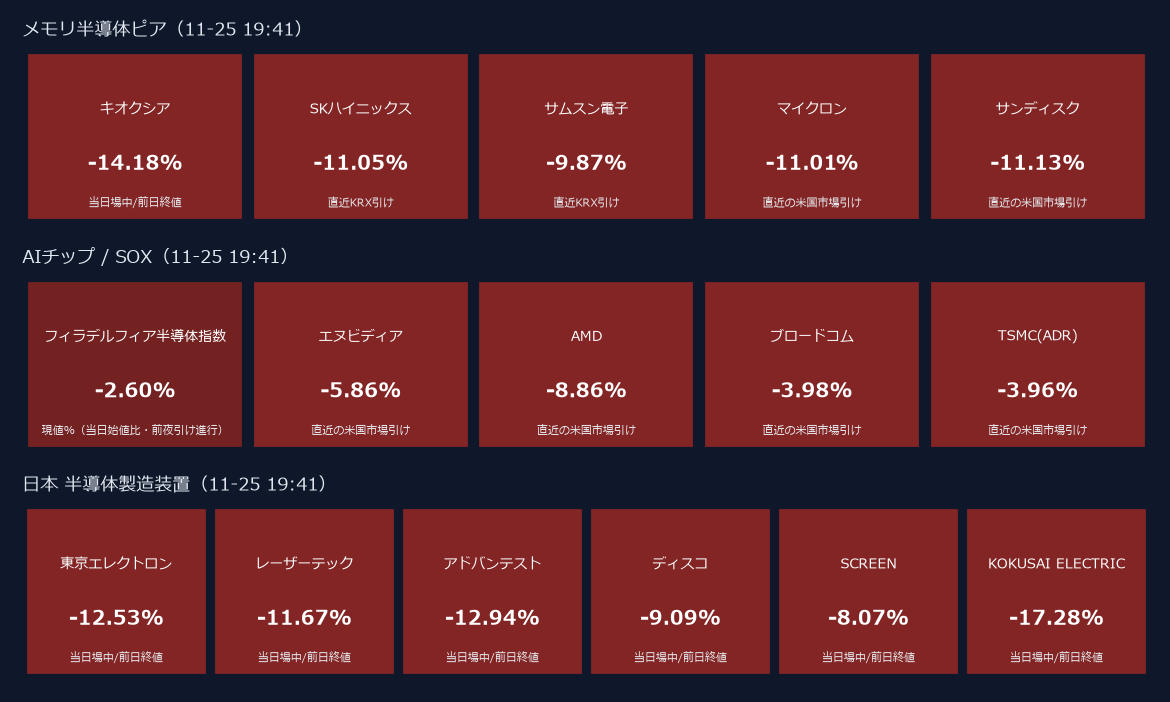 メモリ半導体ピア（11-25 19:41）
キオクシア
-14.18%
当日場中/前日終値
SKハイニックス
-11.05%
直近KRX引け
サムスン電子
-9.87%
直近KRX引け
マイクロン
-11.01%
直近の米国市場引け
サンディスク
-11.13%
直近の米国市場引け
AIチップ / SOX（11-25 19:41）
フィラデルフィア半導体指数
-2.60%
現値%（当日始値比・前夜引け進行）
エヌビディア
-5.86%
直近の米国市場引け
AMD
-8.86%
直近の米国市場引け
ブロードコム
-3.98%
直近の米国市場引け
TSMC(ADR)
-3.96%
直近の米国市場引け
日本 半導体製造装置（11-25 19:41）
東京エレクトロン
-12.53%
当日場中/前日終値
レーザーテック
-11.67%
当日場中/前日終値
アドバンテスト
-12.94%
当日場中/前日終値
ディスコ
-9.09%
当日場中/前日終値
SCREEN
-8.07%
当日場中/前日終値
KOKUSAI ELECTRIC
-17.28%
当日場中/前日終値